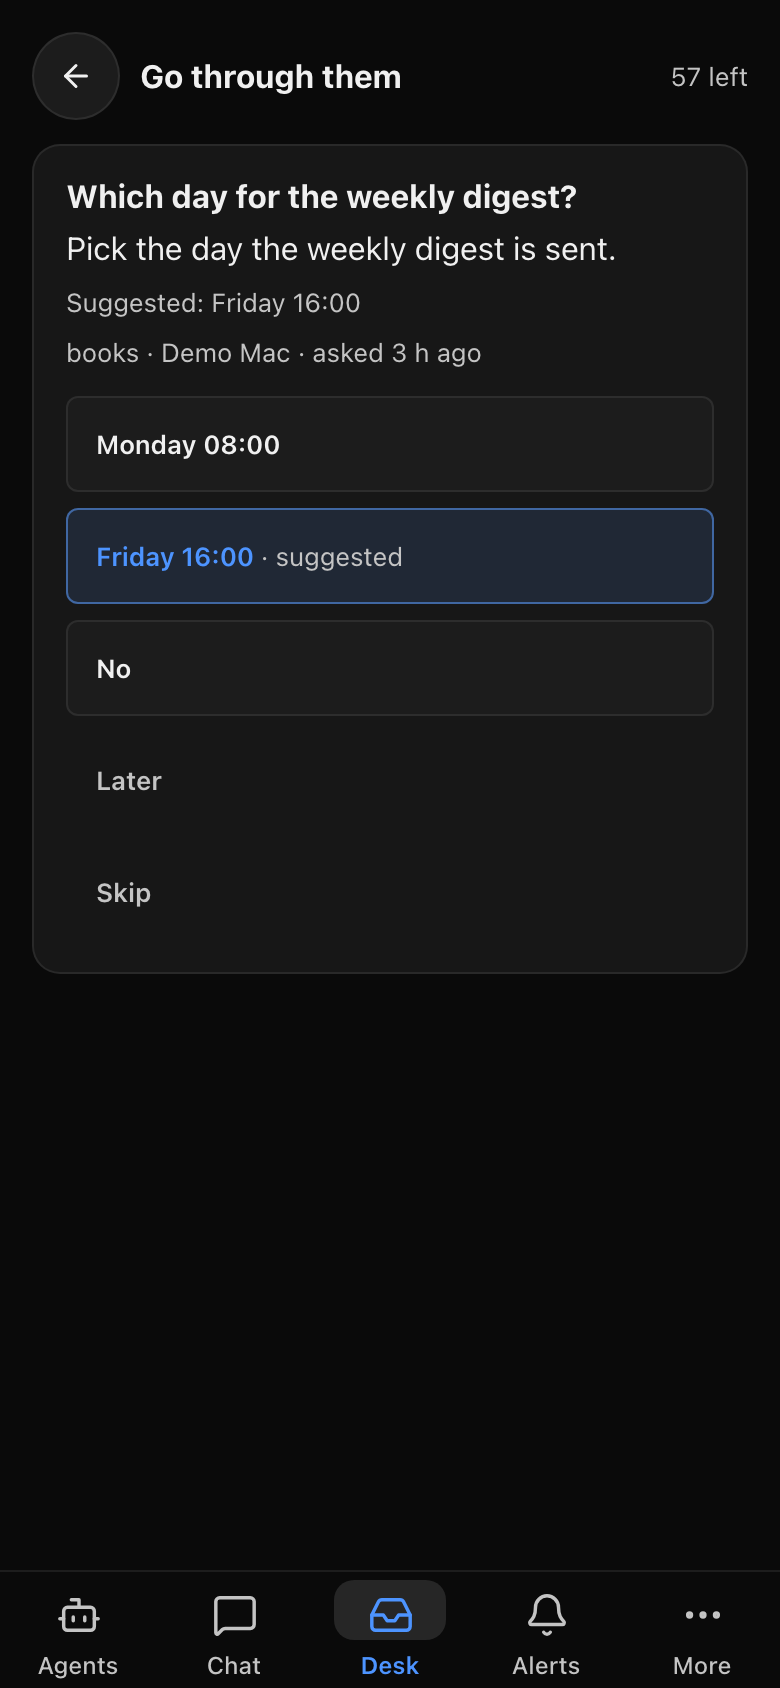 Go through them
57 left
Which day for the weekly digest?
Pick the day the weekly digest is sent.
Suggested: Friday 16:00
books · Demo Mac · asked 3 h ago
Monday 08:00
Friday 16:00 · suggested
No
Later
Skip
Agents
Chat
Desk
Alerts
More